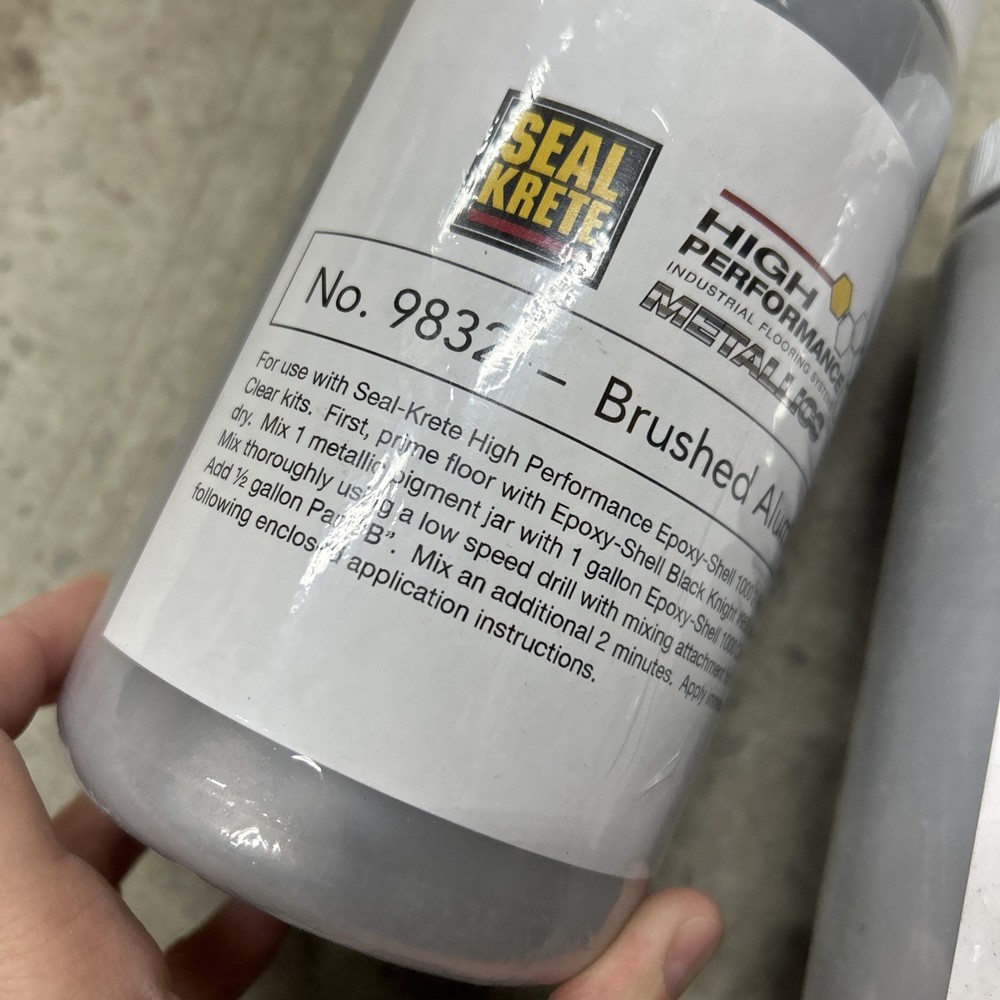 SEAL
KRETE
HIGH
PERFORMANCE
INDUSTRIAL FLOORING SYSTEMS
METALLICS
No. 9832 – Brushed
For use with Seal-Krete High Performance Epoxy-Shell 1000
Clear kits. First, prime floor with Epoxy-Shell Black Knight
dry. Mix 1 metallic pigment jar with 1 gallon Epoxy-Shell 1000
Mix thoroughly using a low speed drill with mixing attachment
Add ½ gallon Part "B". Mix an additional 2 minutes. Apply
following enclosed application instructions.